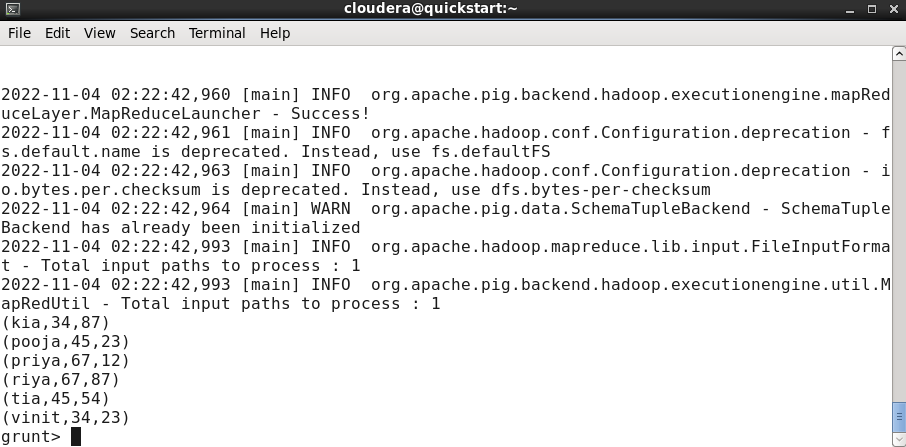 cloudera@quickstart:~
File Edit View Search Terminal Help
2022-11-04 02:22:42,960 [main] INFO  org.apache.pig.backend.hadoop.executionengine.mapRed
uceLayer.MapReduceLauncher - Success!
2022-11-04 02:22:42,961 [main] INFO  org.apache.hadoop.conf.Configuration.deprecation - f
s.default.name is deprecated. Instead, use fs.defaultFS
2022-11-04 02:22:42,963 [main] INFO  org.apache.hadoop.conf.Configuration.deprecation - i
o.bytes.per.checksum is deprecated. Instead, use dfs.bytes-per-checksum
2022-11-04 02:22:42,964 [main] WARN  org.apache.pig.data.SchemaTupleBackend - SchemaTuple
Backend has already been initialized
2022-11-04 02:22:42,993 [main] INFO  org.apache.hadoop.mapreduce.lib.input.FileInputForma
t - Total input paths to process : 1
2022-11-04 02:22:42,993 [main] INFO  org.apache.pig.backend.hadoop.executionengine.util.M
apRedUtil - Total input paths to process : 1
(kia,34,87)
(pooja,45,23)
(priya,67,12)
(riya,67,87)
(tia,45,54)
(vinit,34,23)
grunt>